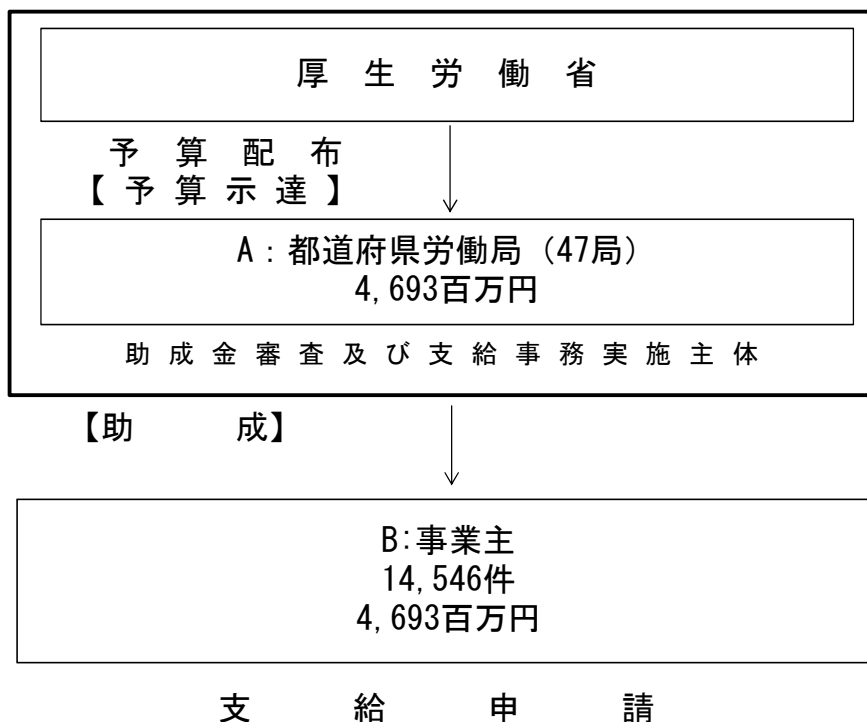 厚生労働省
予算配布
【予算示達】
A:都道府県労働局（47局）
4,693百万円
助成金審査及び支給事務実施主体
【助　　成】
B:事業主
14,546件
4,693百万円
支給申請